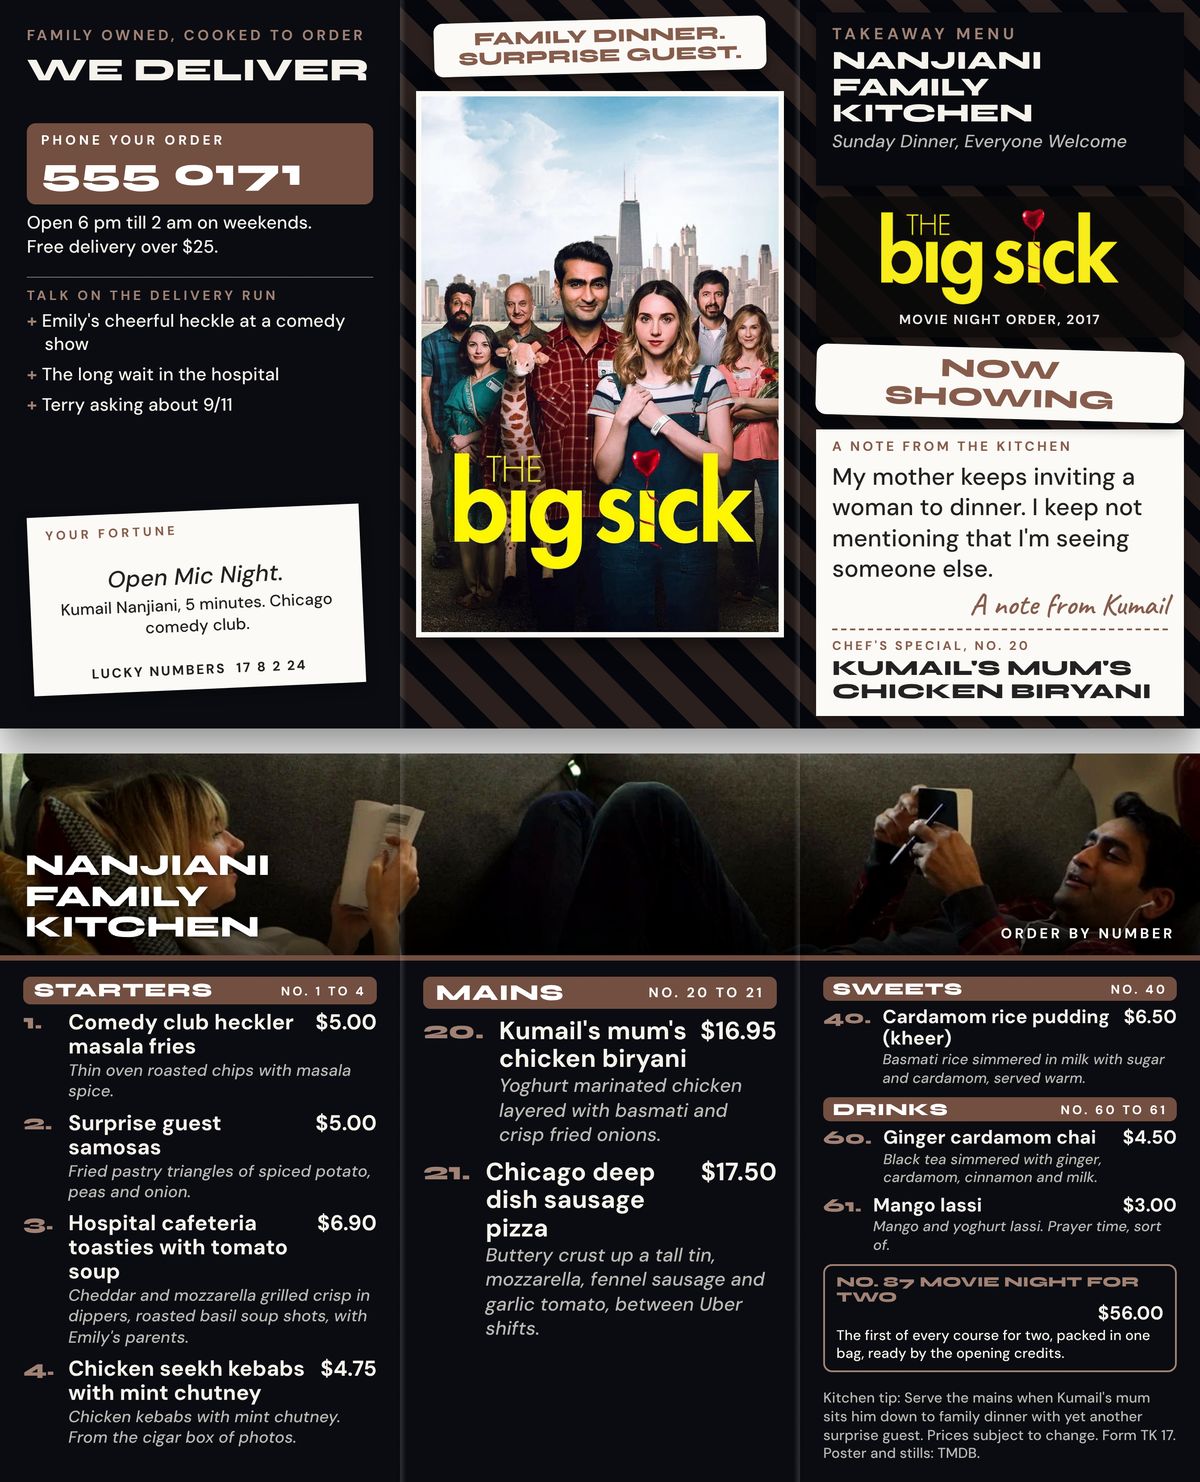 FAMILY OWNED, COOKED TO ORDER
WE DELIVER
PHONE YOUR ORDER
555 0171
Open 6 pm till 2 am on weekends.
Free delivery over $25.
TALK ON THE DELIVERY RUN
+ Emily's cheerful heckle at a comedy
show
+ The long wait in the hospital
+ Terry asking about 9/11
YOUR FORTUNE
Open Mic Night.
Kumail Nanjiani, 5 minutes. Chicago
comedy club.
LUCKY NUMBERS 17 8 2 24
FAMILY DINNER.
SURPRISE GUEST.
THE
big sick
TAKEAWAY MENU
NANJIANI
FAMILY
KITCHEN
Sunday Dinner, Everyone Welcome
THE
big sick
MOVIE NIGHT ORDER, 2017
NOW
SHOWING
A NOTE FROM THE KITCHEN
My mother keeps inviting a
woman to dinner. I keep not
mentioning that I'm seeing
someone else.
A note from Kumail
CHEF'S SPECIAL, NO. 20
KUMAIL'S MUM'S
CHICKEN BIRYANI
NANJIANI
FAMILY
KITCHEN
ORDER BY NUMBER
STARTERS NO. 1 TO 4
1. Comedy club heckler $5.00
masala fries
Thin oven roasted chips with masala
spice.
2. Surprise guest $5.00
samosas
Fried pastry triangles of spiced potato,
peas and onion.
3. Hospital cafeteria $6.90
toasties with tomato
soup
Cheddar and mozzarella grilled crisp in
dippers, roasted basil soup shots, with
Emily's parents.
4. Chicken seekh kebabs $4.75
with mint chutney
Chicken kebabs with mint chutney.
From the cigar box of photos.
MAINS NO. 20 TO 21
20. Kumail's mum's $16.95
chicken biryani
Yoghurt marinated chicken
layered with basmati and
crisp fried onions.
21. Chicago deep $17.50
dish sausage
pizza
Buttery crust up a tall tin,
mozzarella, fennel sausage and
garlic tomato, between Uber
shifts.
SWEETS NO. 40
40. Cardamom rice pudding $6.50
(kheer)
Basmati rice simmered in milk with sugar
and cardamom, served warm.
DRINKS NO. 60 TO 61
60. Ginger cardamom chai $4.50
Black tea simmered with ginger,
cardamom, cinnamon and milk.
61. Mango lassi $3.00
Mango and yoghurt lassi. Prayer time, sort
of.
NO. 87 MOVIE NIGHT FOR
TWO
$56.00
The first of every course for two, packed in one
bag, ready by the opening credits.
Kitchen tip: Serve the mains when Kumail's mum
sits him down to family dinner with yet another
surprise guest. Prices subject to change. Form TK 17.
Poster and stills: TMDB.